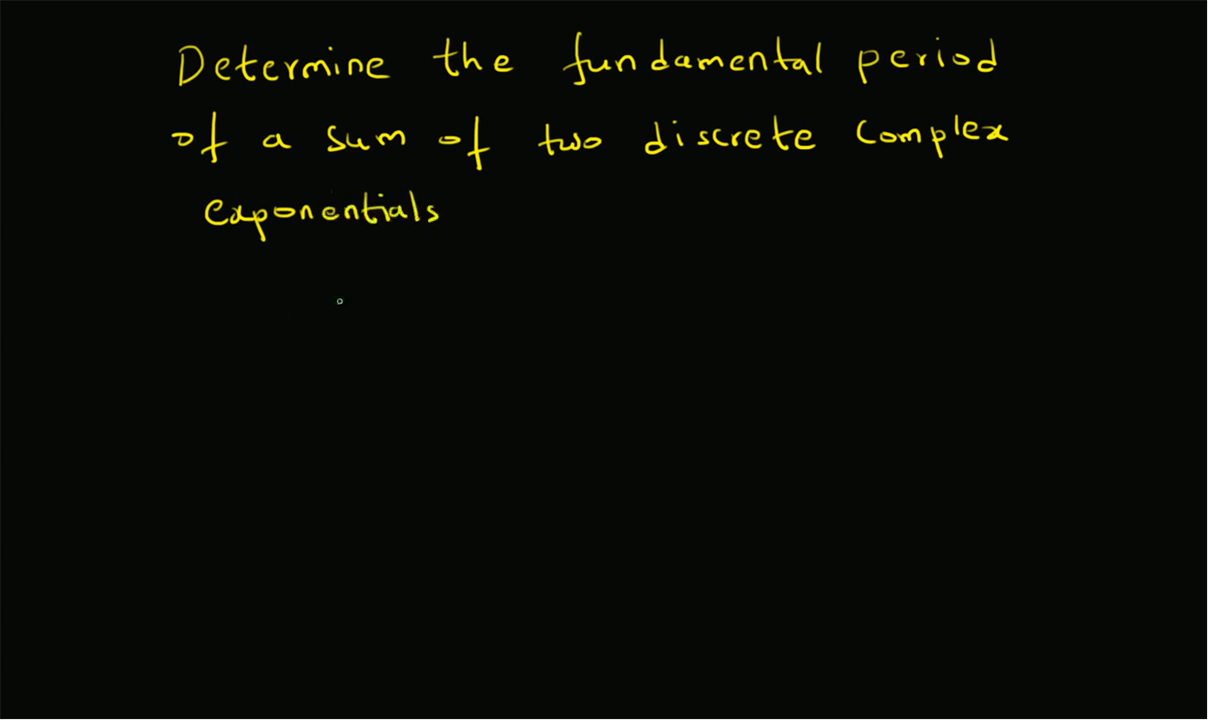 Determine the fundamental period
of a sum of two discrete complex
exponentials